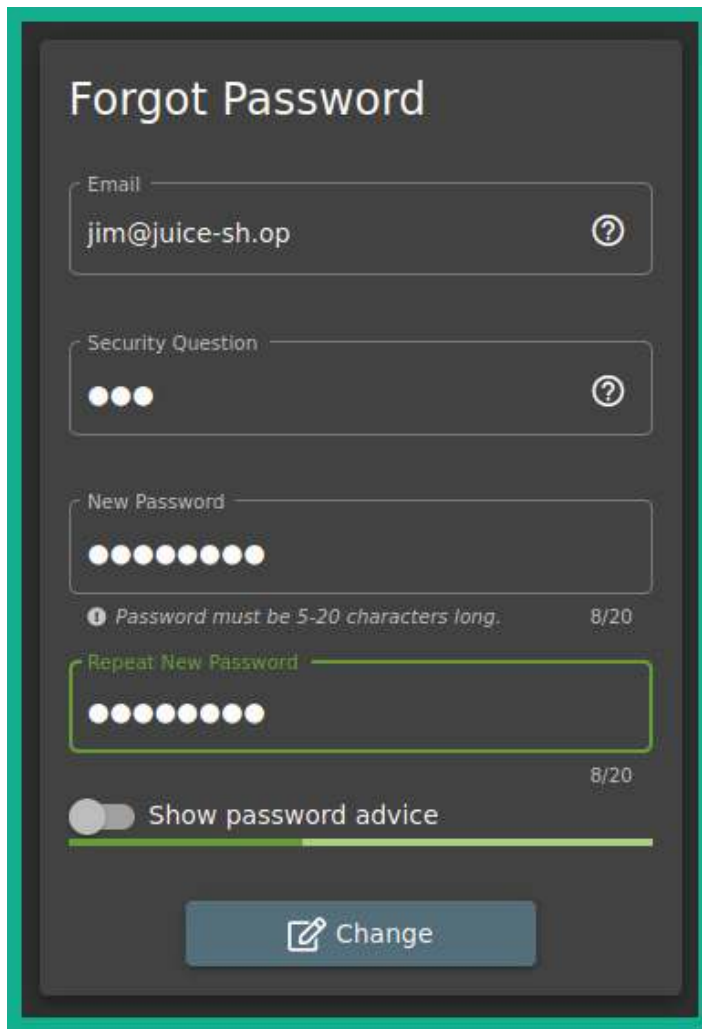 Forgot Password
Email
jim@juice-sh.op
Security Question
●●●
New Password
●●●●●●●●
Password must be 5-20 characters long. 8/20
Repeat New Password
●●●●●●●●
8/20
Show password advice
Change